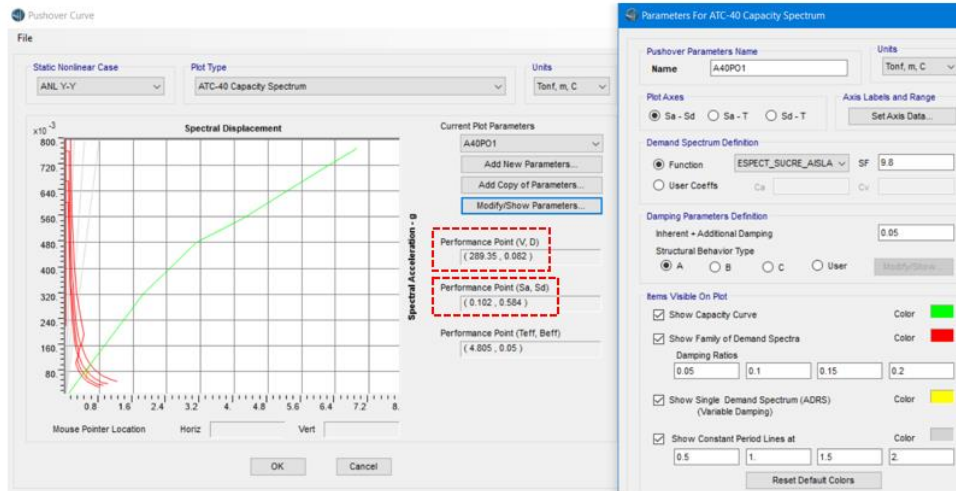 Pushover Curve
File
Static Nonlinear Case
ANL Y-Y
Plot Type
ATC-40 Capacity Spectrum
Units
Tonf, m, C
x10 -3
Spectral Displacement
800.
720.
640.
560.
480.
400.
320.
240.
160.
80.
0.8 1.6 2.4 3.2 4. 4.8 5.6 6.4 7.2 8.
Spectral Acceleration - g
Mouse Pointer Location Horiz Vert
Current Plot Parameters
A40PO1
Add New Parameters...
Add Copy of Parameters...
Modify/Show Parameters...
Performance Point (V, D)
( 289.35 , 0.082 )
Performance Point (Sa, Sd)
( 0.102 , 0.584 )
Performance Point (Teff, Beff)
( 4.805 , 0.05 )
OK Cancel
Parameters For ATC-40 Capacity Spectrum
Pushover Parameters Name
Name A40PO1
Units
Tonf, m, C
Plot Axes
Sa - Sd Sa - T Sd - T
Axis Labels and Range
Set Axis Data...
Demand Spectrum Definition
Function ESPECT_SUCRE_AISLA SF 9.8
User Coeffs Ca Cv
Damping Parameters Definition
Inherent + Additional Damping 0.05
Structural Behavior Type
A B C User Modify/Show...
Items Visible On Plot
Show Capacity Curve Color
Show Family of Demand Spectra Color
Damping Ratios
0.05 0.1 0.15 0.2
Show Single Demand Spectrum (ADRS) Color
(Variable Damping)
Show Constant Period Lines at Color
0.5 1. 1.5 2.
Reset Default Colors